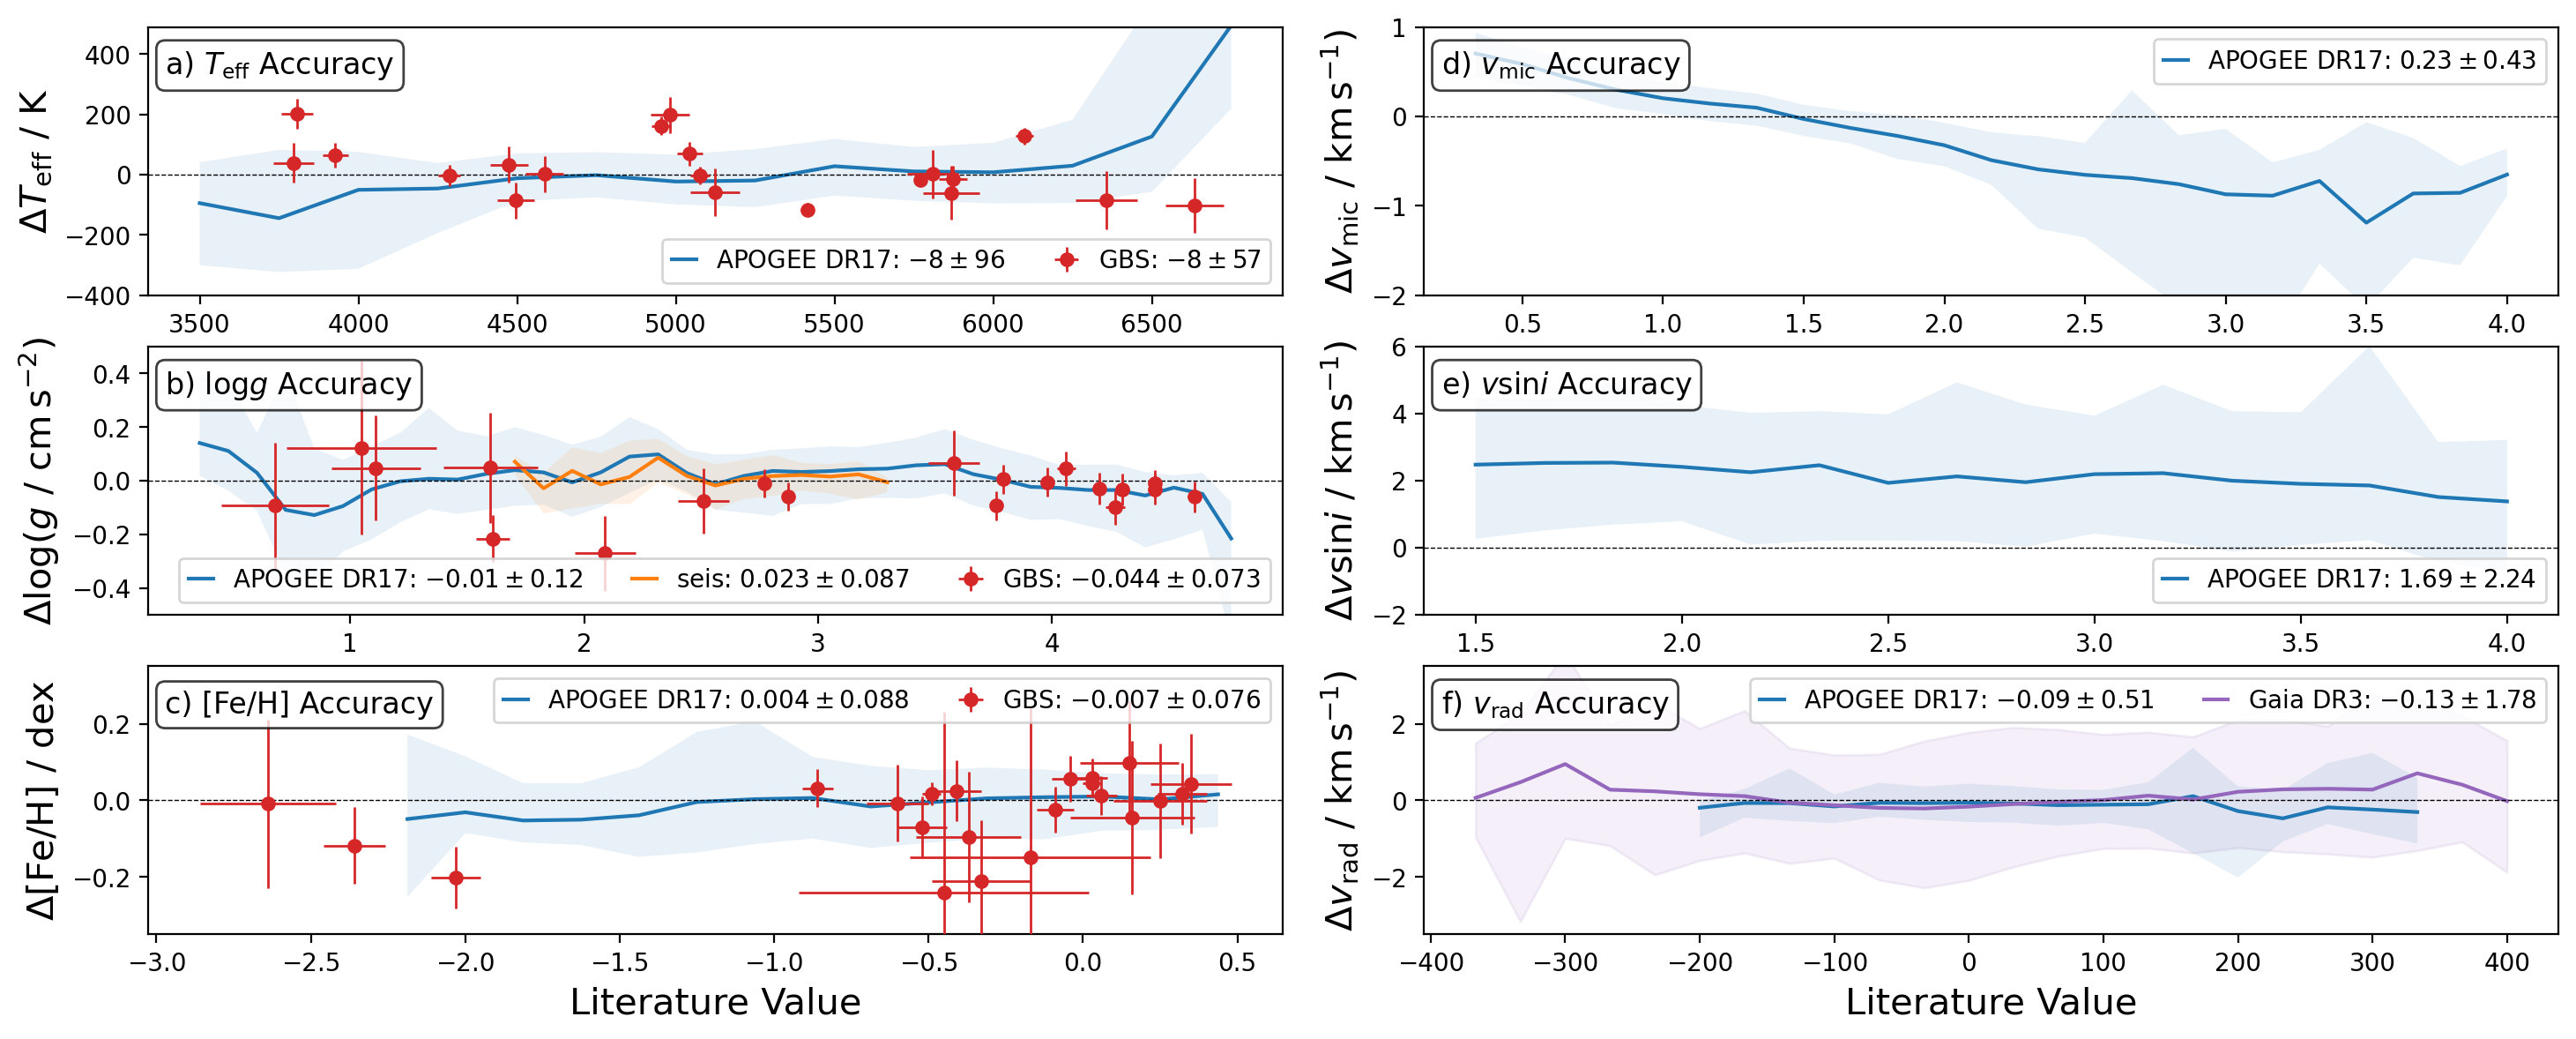 a) T_eff Accuracy
ΔT_eff / K
400
200
0
−200
−400
APOGEE DR17: −8 ± 96
GBS: −8 ± 57
3500 4000 4500 5000 5500 6000 6500
d) v_mic Accuracy
Δv_mic / km s⁻¹)
1
0
−1
−2
APOGEE DR17: 0.23 ± 0.43
0.5 1.0 1.5 2.0 2.5 3.0 3.5 4.0
b) logg Accuracy
Δlog(g / cm s⁻²)
0.4
0.2
0.0
−0.2
−0.4
APOGEE DR17: −0.01 ± 0.12
seis: 0.023 ± 0.087
GBS: −0.044 ± 0.073
1 2 3 4
e) vsini Accuracy
Δvsini / km s⁻¹)
6
4
2
0
−2
APOGEE DR17: 1.69 ± 2.24
1.5 2.0 2.5 3.0 3.5 4.0
c) [Fe/H] Accuracy
Δ[Fe/H] / dex
0.2
0.0
−0.2
APOGEE DR17: 0.004 ± 0.088
GBS: −0.007 ± 0.076
−3.0 −2.5 −2.0 −1.5 −1.0 −0.5 0.0 0.5
Literature Value
f) v_rad Accuracy
Δv_rad / km s⁻¹)
2
0
−2
APOGEE DR17: −0.09 ± 0.51
Gaia DR3: −0.13 ± 1.78
−400 −300 −200 −100 0 100 200 300 400
Literature Value